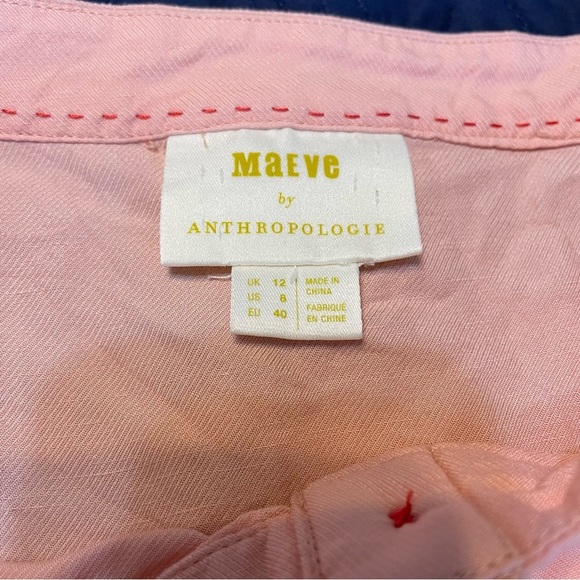 MaEve
by
ANTHROPOLOGIE
UK 12
US 8
EU 40
MADE IN
CHINA
FABRIQUÉ
EN CHINE